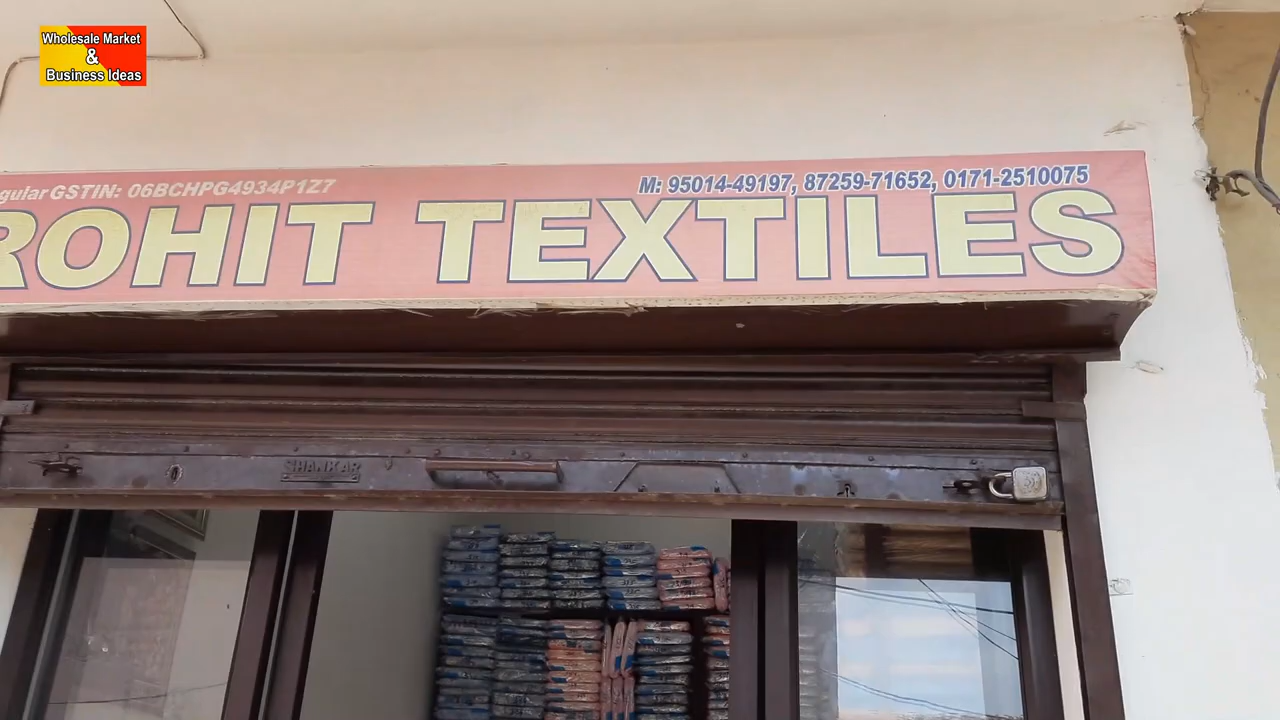 Wholesale Market
&
Business Ideas
gular GSTIN: 06BCHPG4934P1Z7
M: 95014-49197, 87259-71652, 0171-2510075
ROHIT TEXTILES
SHANKAR